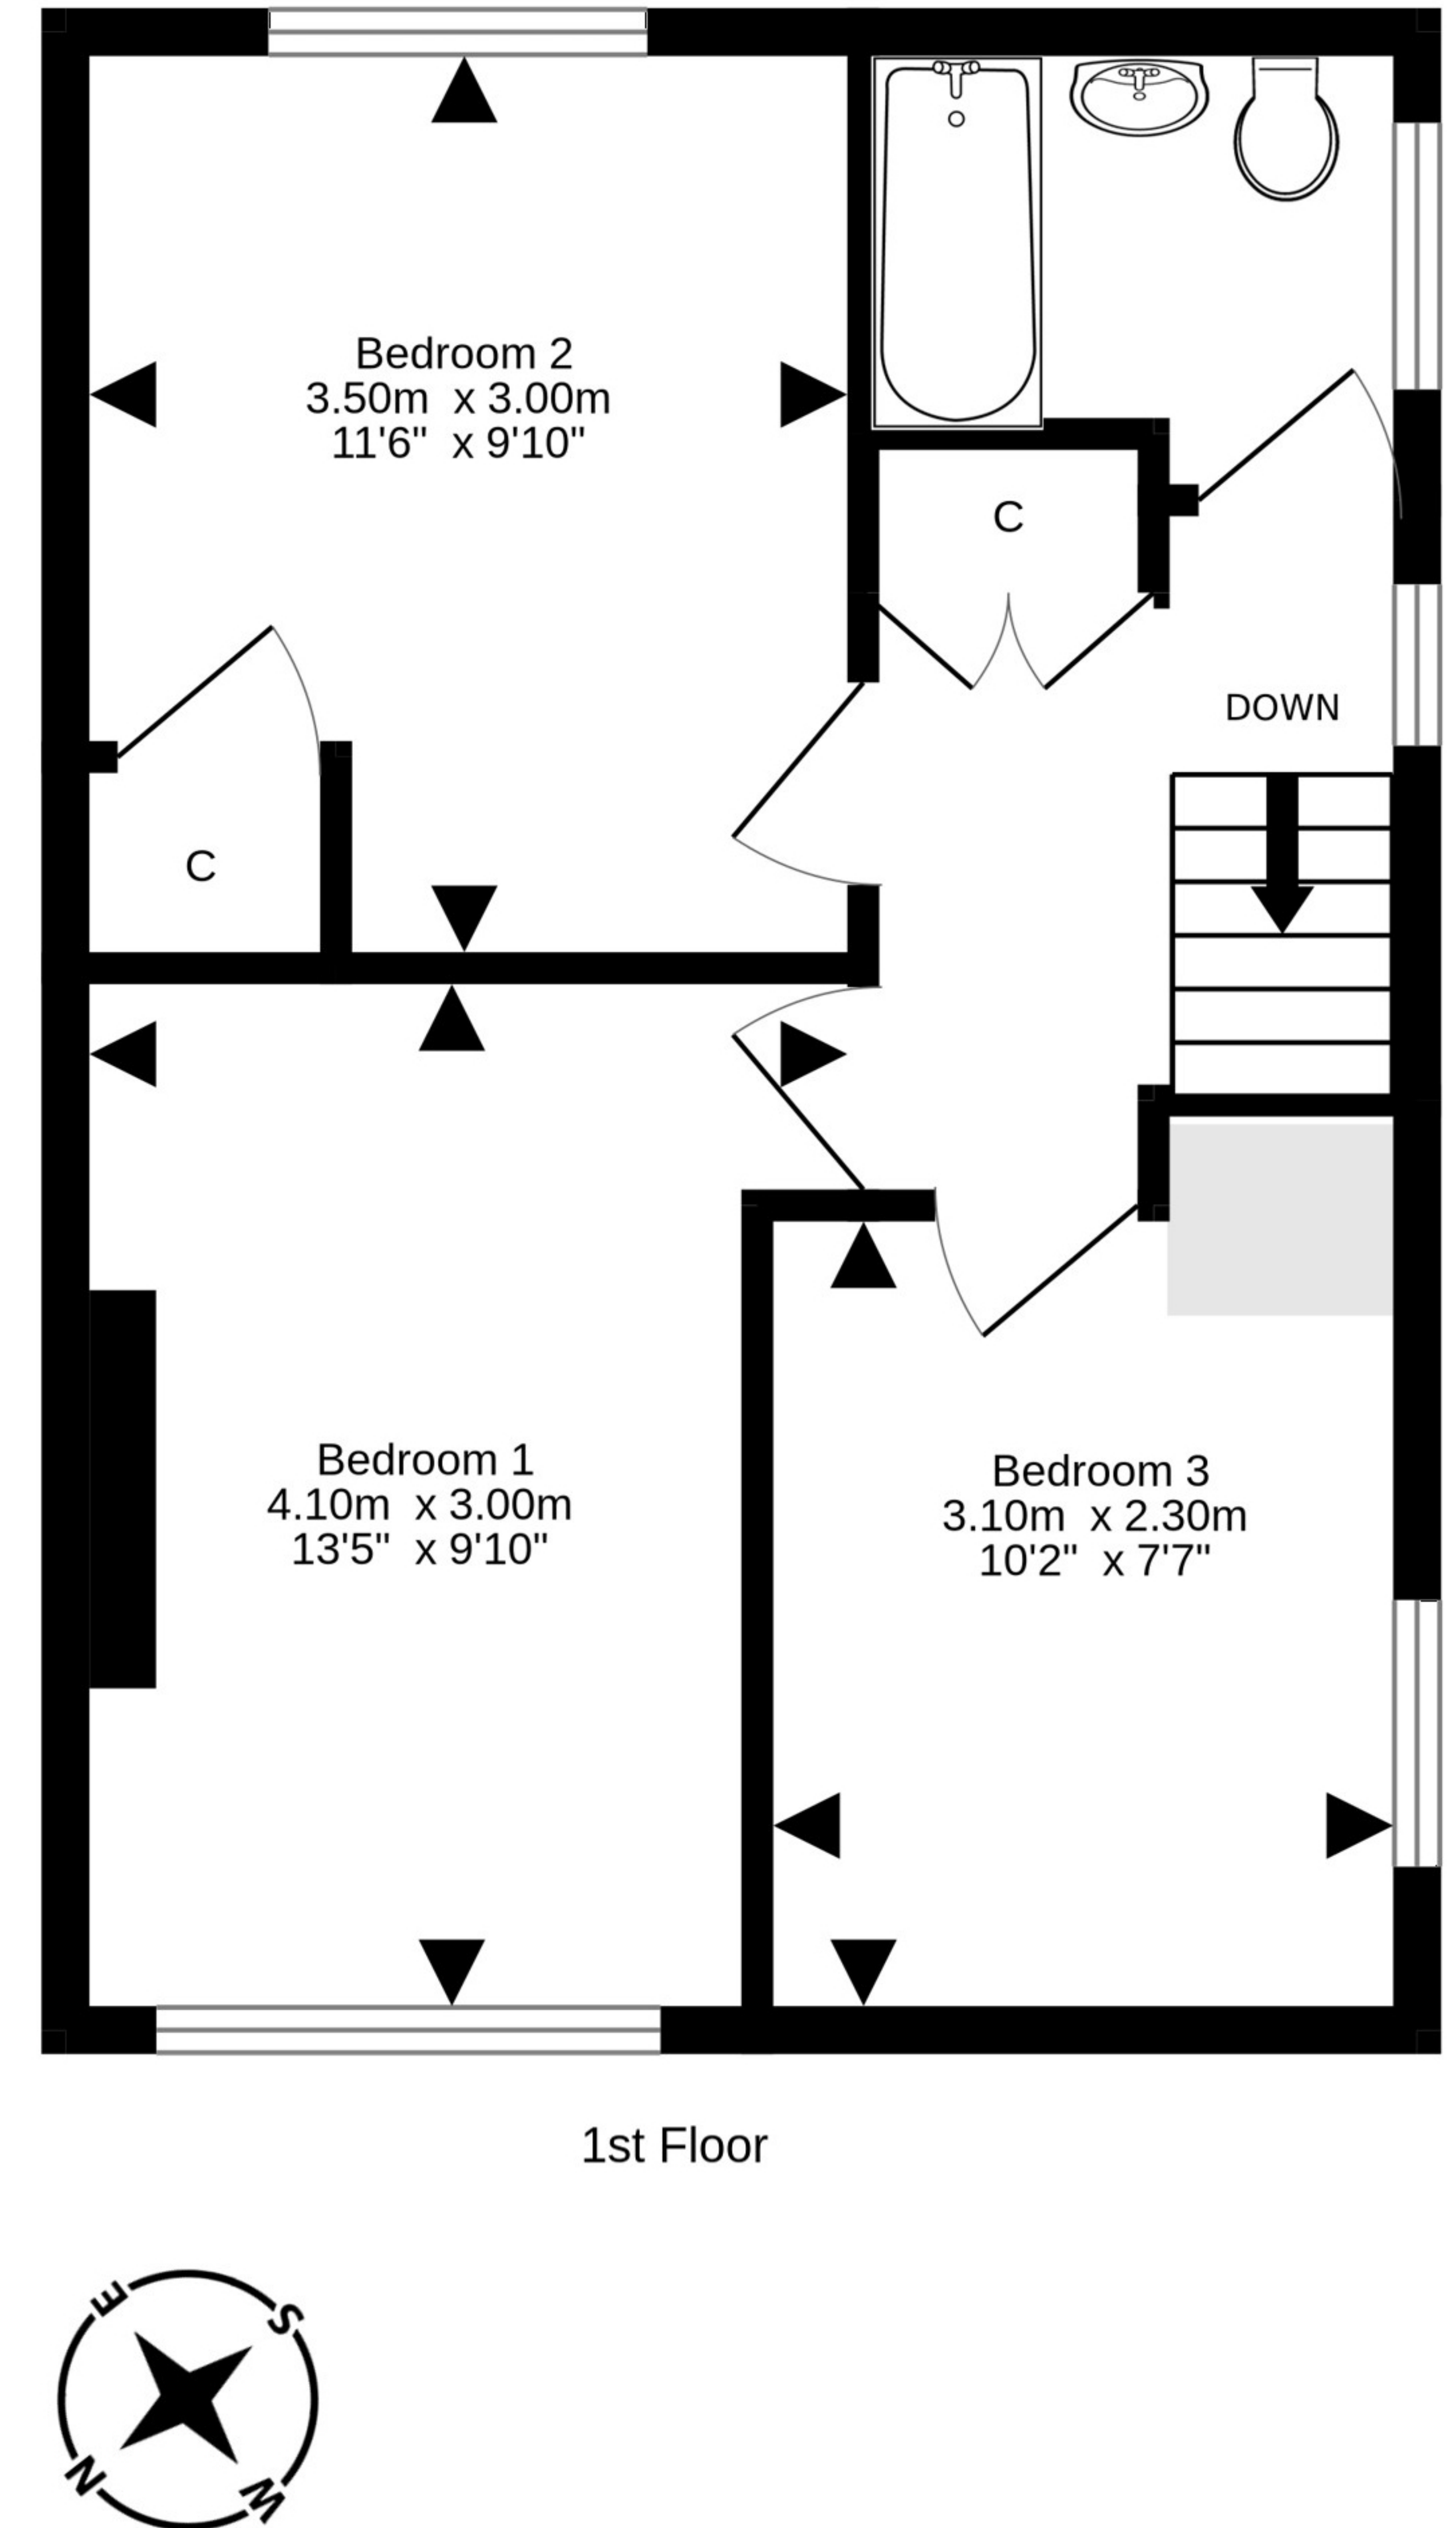 Bedroom 2
3.50m x 3.00m
11'6" x 9'10"
C
DOWN
C
Bedroom 1
4.10m x 3.00m
13'5" x 9'10"
Bedroom 3
3.10m x 2.30m
10'2" x 7'7"
1st Floor
E
S
N
W